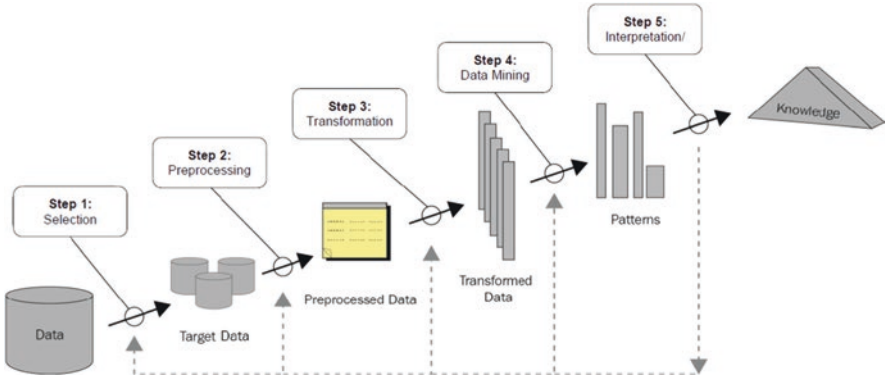 Step 1:
Selection
Step 2:
Preprocessing
Step 3:
Transformation
Step 4:
Data Mining
Step 5:
Interpretation/
Data
Target Data
Preprocessed Data
Transformed
Data
Patterns
Knowledge